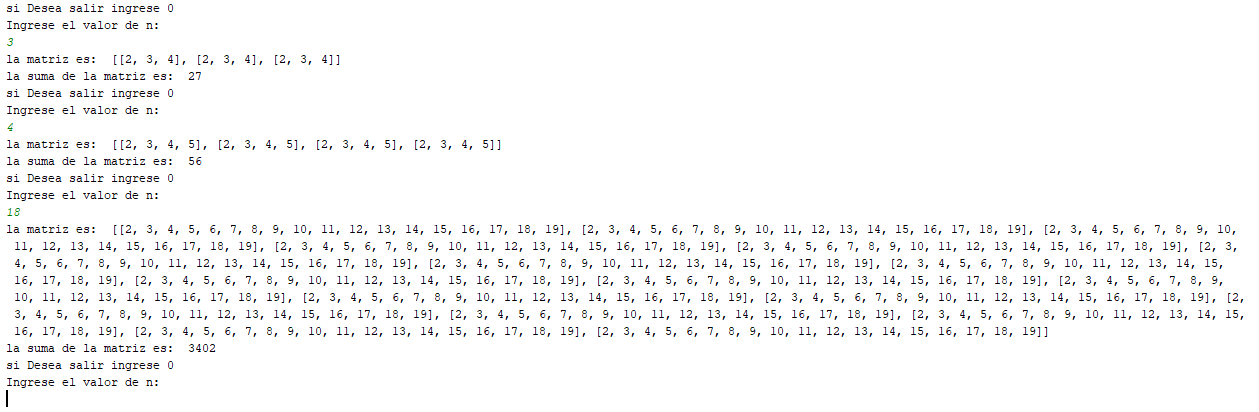 si Desea salir ingrese 0
Ingrese el valor de n:
3
la matriz es:  [[2, 3, 4], [2, 3, 4], [2, 3, 4]]
la suma de la matriz es:  27
si Desea salir ingrese 0
Ingrese el valor de n:
4
la matriz es:  [[2, 3, 4, 5], [2, 3, 4, 5], [2, 3, 4, 5], [2, 3, 4, 5]]
la suma de la matriz es:  56
si Desea salir ingrese 0
Ingrese el valor de n:
18
la matriz es:  [[2, 3, 4, 5, 6, 7, 8, 9, 10, 11, 12, 13, 14, 15, 16, 17, 18, 19], [2, 3, 4, 5, 6, 7, 8, 9, 10, 11, 12, 13, 14, 15, 16, 17, 18, 19], [2, 3, 4, 5, 6, 7, 8, 9, 10,
11, 12, 13, 14, 15, 16, 17, 18, 19], [2, 3, 4, 5, 6, 7, 8, 9, 10, 11, 12, 13, 14, 15, 16, 17, 18, 19], [2, 3, 4, 5, 6, 7, 8, 9, 10, 11, 12, 13, 14, 15, 16, 17, 18, 19], [2, 3,
4, 5, 6, 7, 8, 9, 10, 11, 12, 13, 14, 15, 16, 17, 18, 19], [2, 3, 4, 5, 6, 7, 8, 9, 10, 11, 12, 13, 14, 15, 16, 17, 18, 19], [2, 3, 4, 5, 6, 7, 8, 9, 10, 11, 12, 13, 14, 15,
16, 17, 18, 19], [2, 3, 4, 5, 6, 7, 8, 9, 10, 11, 12, 13, 14, 15, 16, 17, 18, 19], [2, 3, 4, 5, 6, 7, 8, 9, 10, 11, 12, 13, 14, 15, 16, 17, 18, 19], [2, 3, 4, 5, 6, 7, 8, 9,
10, 11, 12, 13, 14, 15, 16, 17, 18, 19], [2, 3, 4, 5, 6, 7, 8, 9, 10, 11, 12, 13, 14, 15, 16, 17, 18, 19], [2, 3, 4, 5, 6, 7, 8, 9, 10, 11, 12, 13, 14, 15, 16, 17, 18, 19], [2,
3, 4, 5, 6, 7, 8, 9, 10, 11, 12, 13, 14, 15, 16, 17, 18, 19], [2, 3, 4, 5, 6, 7, 8, 9, 10, 11, 12, 13, 14, 15, 16, 17, 18, 19], [2, 3, 4, 5, 6, 7, 8, 9, 10, 11, 12, 13, 14, 15,
16, 17, 18, 19], [2, 3, 4, 5, 6, 7, 8, 9, 10, 11, 12, 13, 14, 15, 16, 17, 18, 19], [2, 3, 4, 5, 6, 7, 8, 9, 10, 11, 12, 13, 14, 15, 16, 17, 18, 19]]
la suma de la matriz es:  3402
si Desea salir ingrese 0
Ingrese el valor de n: